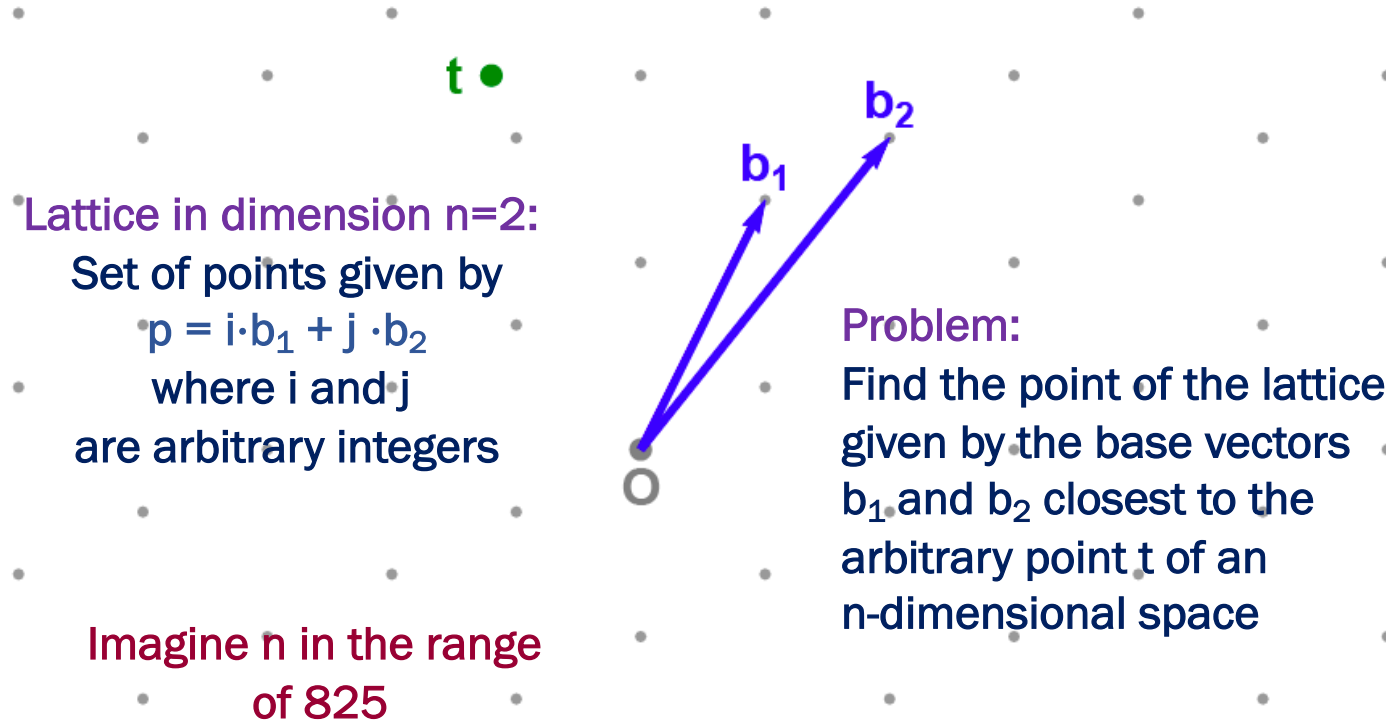 t
b₂
b₁
Lattice in dimension n=2:
Set of points given by
p = i·b₁ + j ·b₂
where i and j
are arbitrary integers
O
Problem:
Find the point of the lattice
given by the base vectors
b₁ and b₂ closest to the
arbitrary point t of an
n-dimensional space
Imagine n in the range
of 825